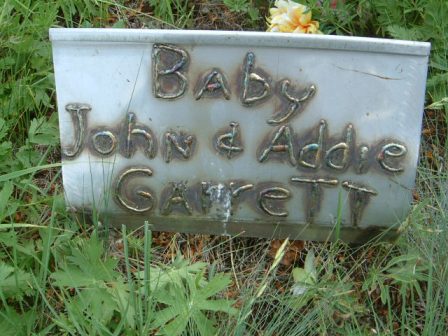 Baby
John & Addie
GarreTT